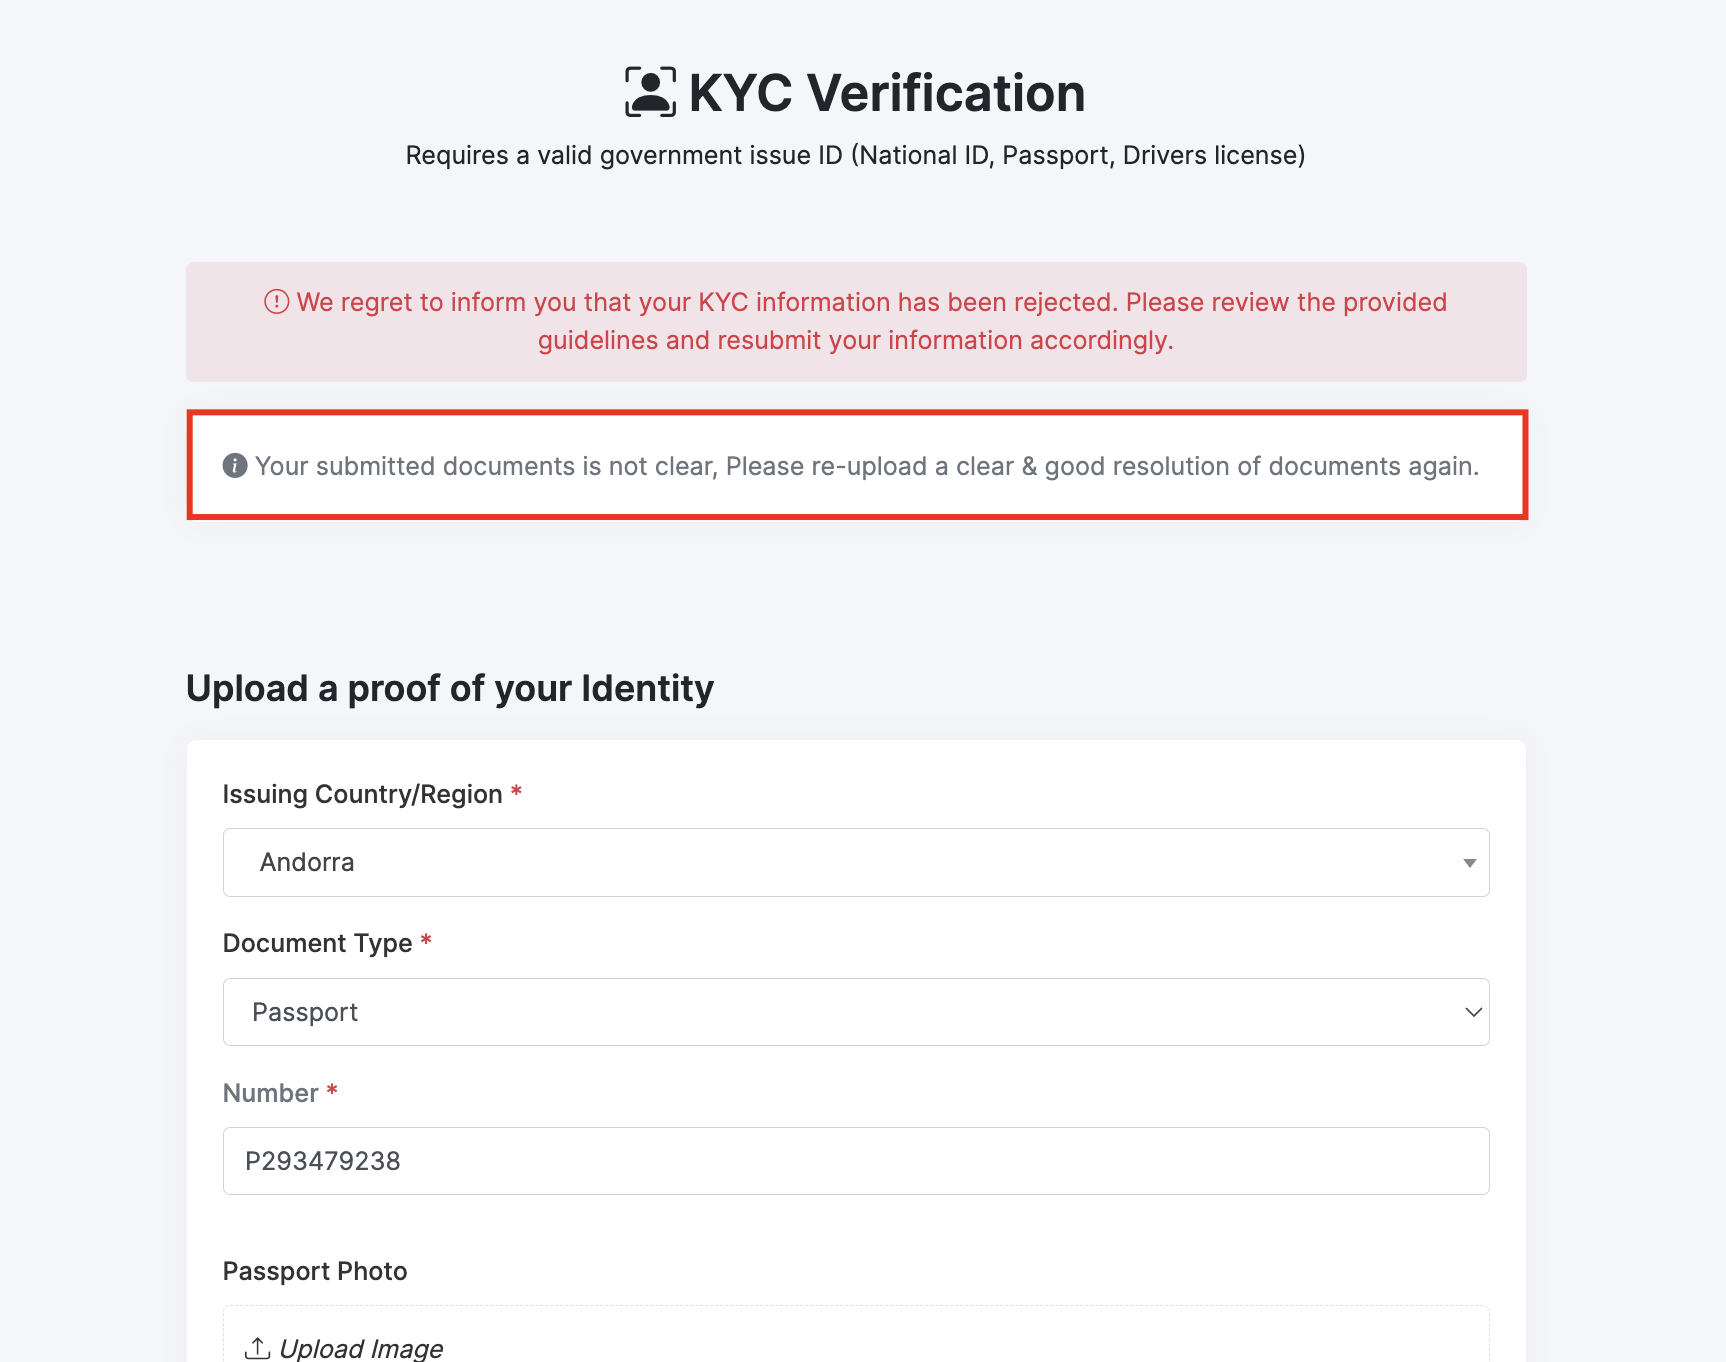 KYC Verification
Requires a valid government issue ID (National ID, Passport, Drivers license)
We regret to inform you that your KYC information has been rejected. Please review the provided
guidelines and resubmit your information accordingly.
Your submitted documents is not clear, Please re-upload a clear & good resolution of documents again.
Upload a proof of your Identity
Issuing Country/Region *
Andorra
Document Type *
Passport
Number *
P293479238
Passport Photo
Upload Image